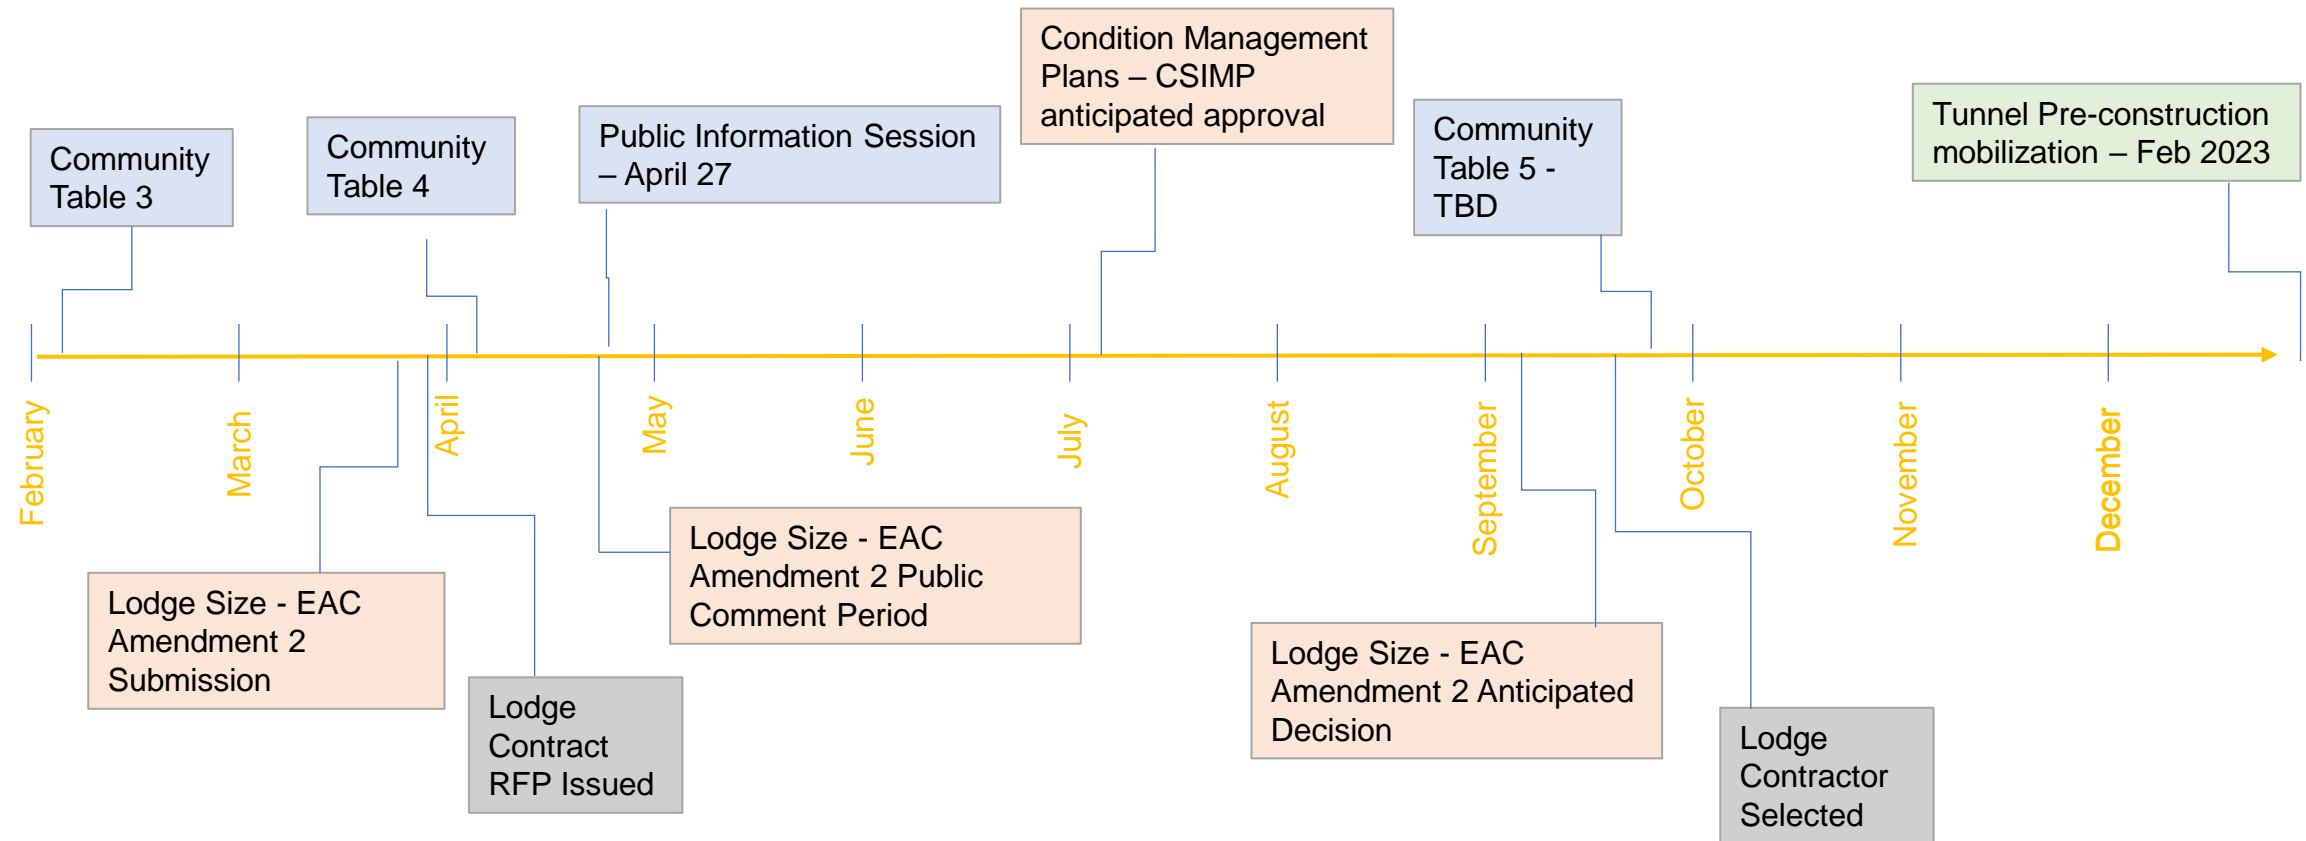 Condition Management
Plans – CSIMP
anticipated approval
Community
Table 3
Community
Table 4
Public Information Session
– April 27
Community
Table 5 -
TBD
Tunnel Pre-construction
mobilization – Feb 2023
February
March
April
May
June
July
August
September
October
November
December
Lodge Size - EAC
Amendment 2
Submission
Lodge
Contract
RFP Issued
Lodge Size - EAC
Amendment 2 Public
Comment Period
Lodge Size - EAC
Amendment 2 Anticipated
Decision
Lodge
Contractor
Selected